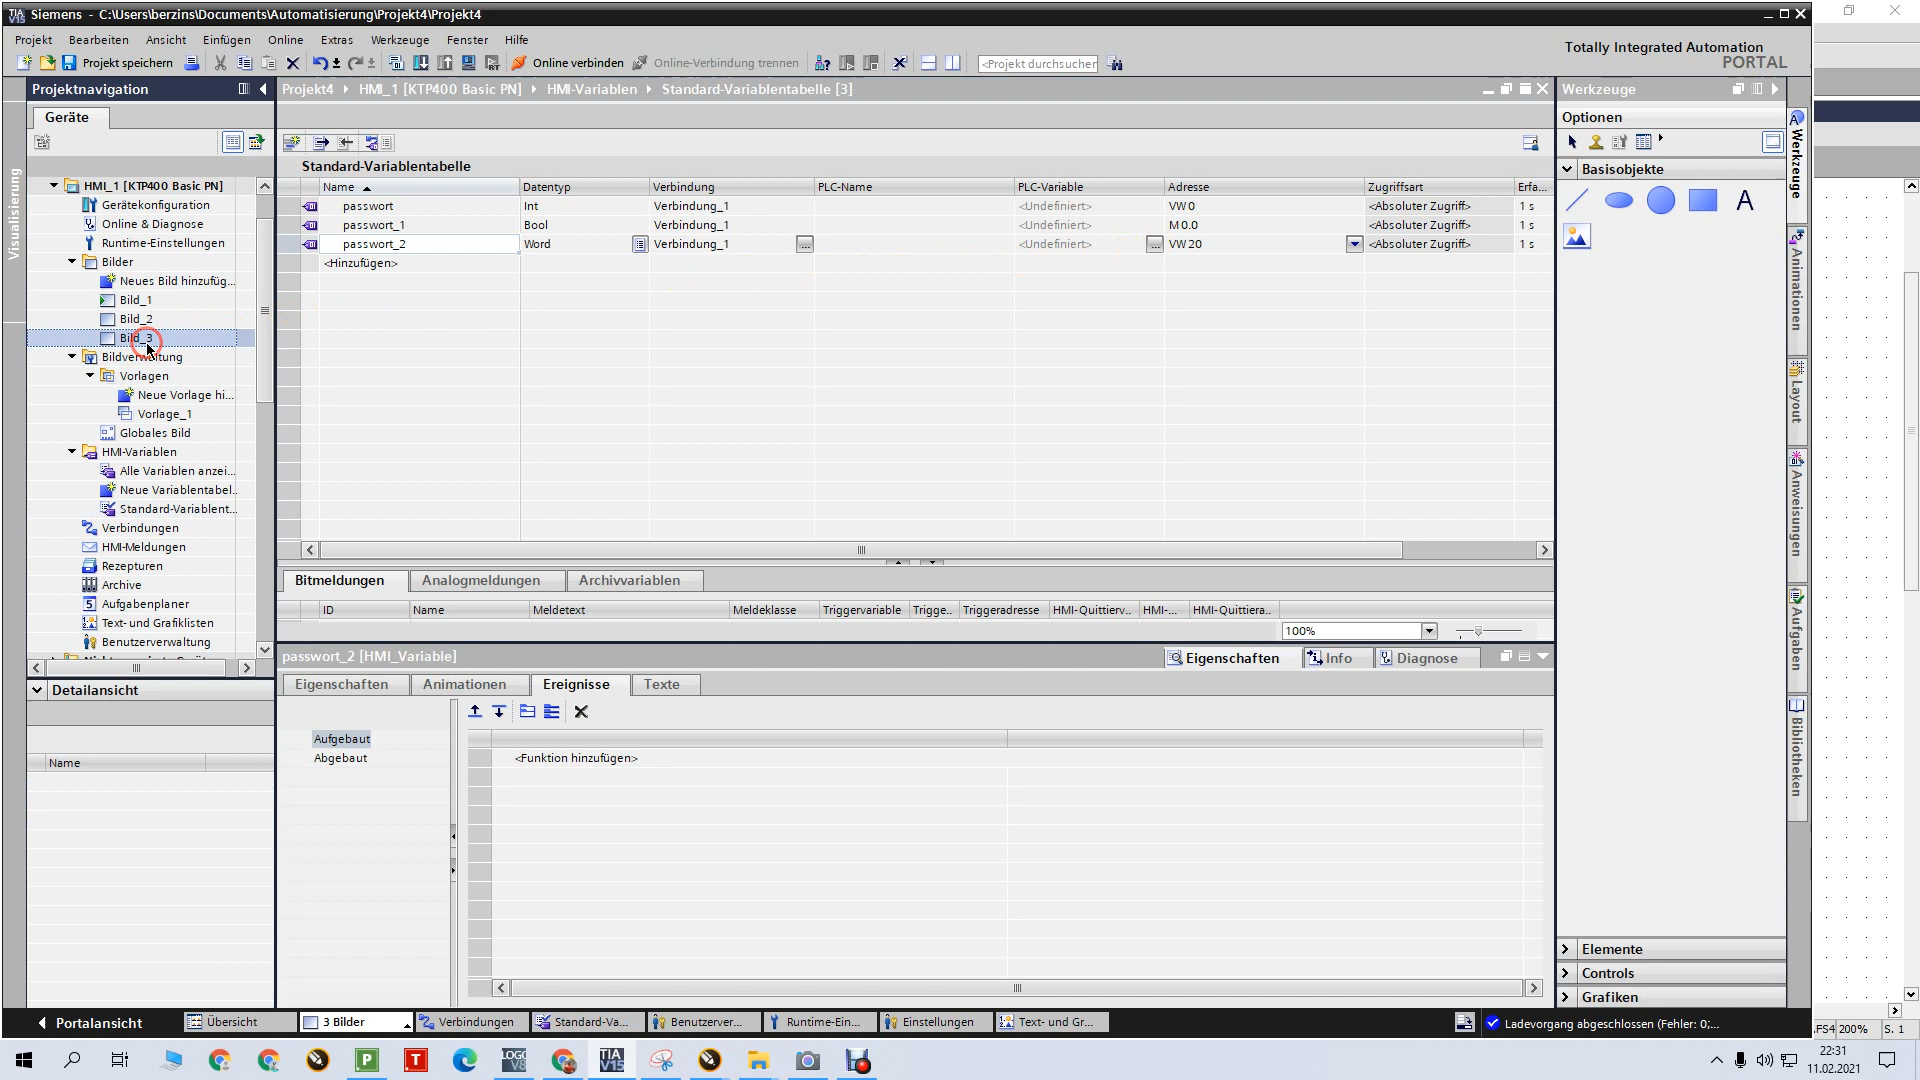 Siemens - C:\Users\berzins\Documents\Automatisierung\Projekt4\Projekt4
Projekt Bearbeiten Ansicht Einfügen Online Extras Werkzeuge Fenster Hilfe
Totally Integrated Automation
PORTAL
Projekt speichern Online verbinden Online-Verbindung trennen <Projekt durchsuchen
Projektnavigation
Projekt4 HMI_1 [KTP400 Basic PN] HMI-Variablen Standard-Variablentabelle [3]
Werkzeuge
Geräte
Optionen
Visualisierung
HMI_1 [KTP400 Basic PN]
Gerätekonfiguration
Online & Diagnose
Runtime-Einstellungen
Bilder
Neues Bild hinzufüg...
Bild_1
Bild_2
Bild_3
Bildverwaltung
Vorlagen
Neue Vorlage hi...
Vorlage_1
Globales Bild
HMI-Variablen
Alle Variablen anzei...
Neue Variablentabel...
Standard-Variablent...
Verbindungen
HMI-Meldungen
Rezepturen
Archive
Aufgabenplaner
Text- und Grafiklisten
Benutzerverwaltung
Detailansicht
Name
Standard-Variablentabelle
Name Datentyp Verbindung PLC-Name PLC-Variable Adresse Zugriffsart Erfa...
passwort Int Verbindung_1 <Undefiniert> VW 0 <Absoluter Zugriff> 1 s
passwort_1 Bool Verbindung_1 <Undefiniert> M 0.0 <Absoluter Zugriff> 1 s
passwort_2 Word Verbindung_1 <Undefiniert> VW 20 <Absoluter Zugriff> 1 s
<Hinzufügen>
Bitmeldungen Analogmeldungen Archivvariablen
ID Name Meldetext Meldeklasse Triggervariable Trigge.. Triggeradresse HMI-Quittierv.. HMI-... HMI-Quittiera..
100%
passwort_2 [HMI_Variable]
Eigenschaften Info Diagnose
Eigenschaften Animationen Ereignisse Texte
Aufgebaut
Abgebaut
<Funktion hinzufügen>
Basisobjekte
A
Elemente
Controls
Grafiken
Werkzeuge
Animationen
Layout
Anweisungen
Aufgaben
Bibliotheken
Portalansicht Übersicht 3 Bilder Verbindungen Standard-Va... Benutzerver... Runtime-Ein... Einstellungen Text- und Gr...
Ladevorgang abgeschlossen (Fehler: 0;...
200% S. 1
P T LOGO V8 TIA V15
22:31
11.02.2021